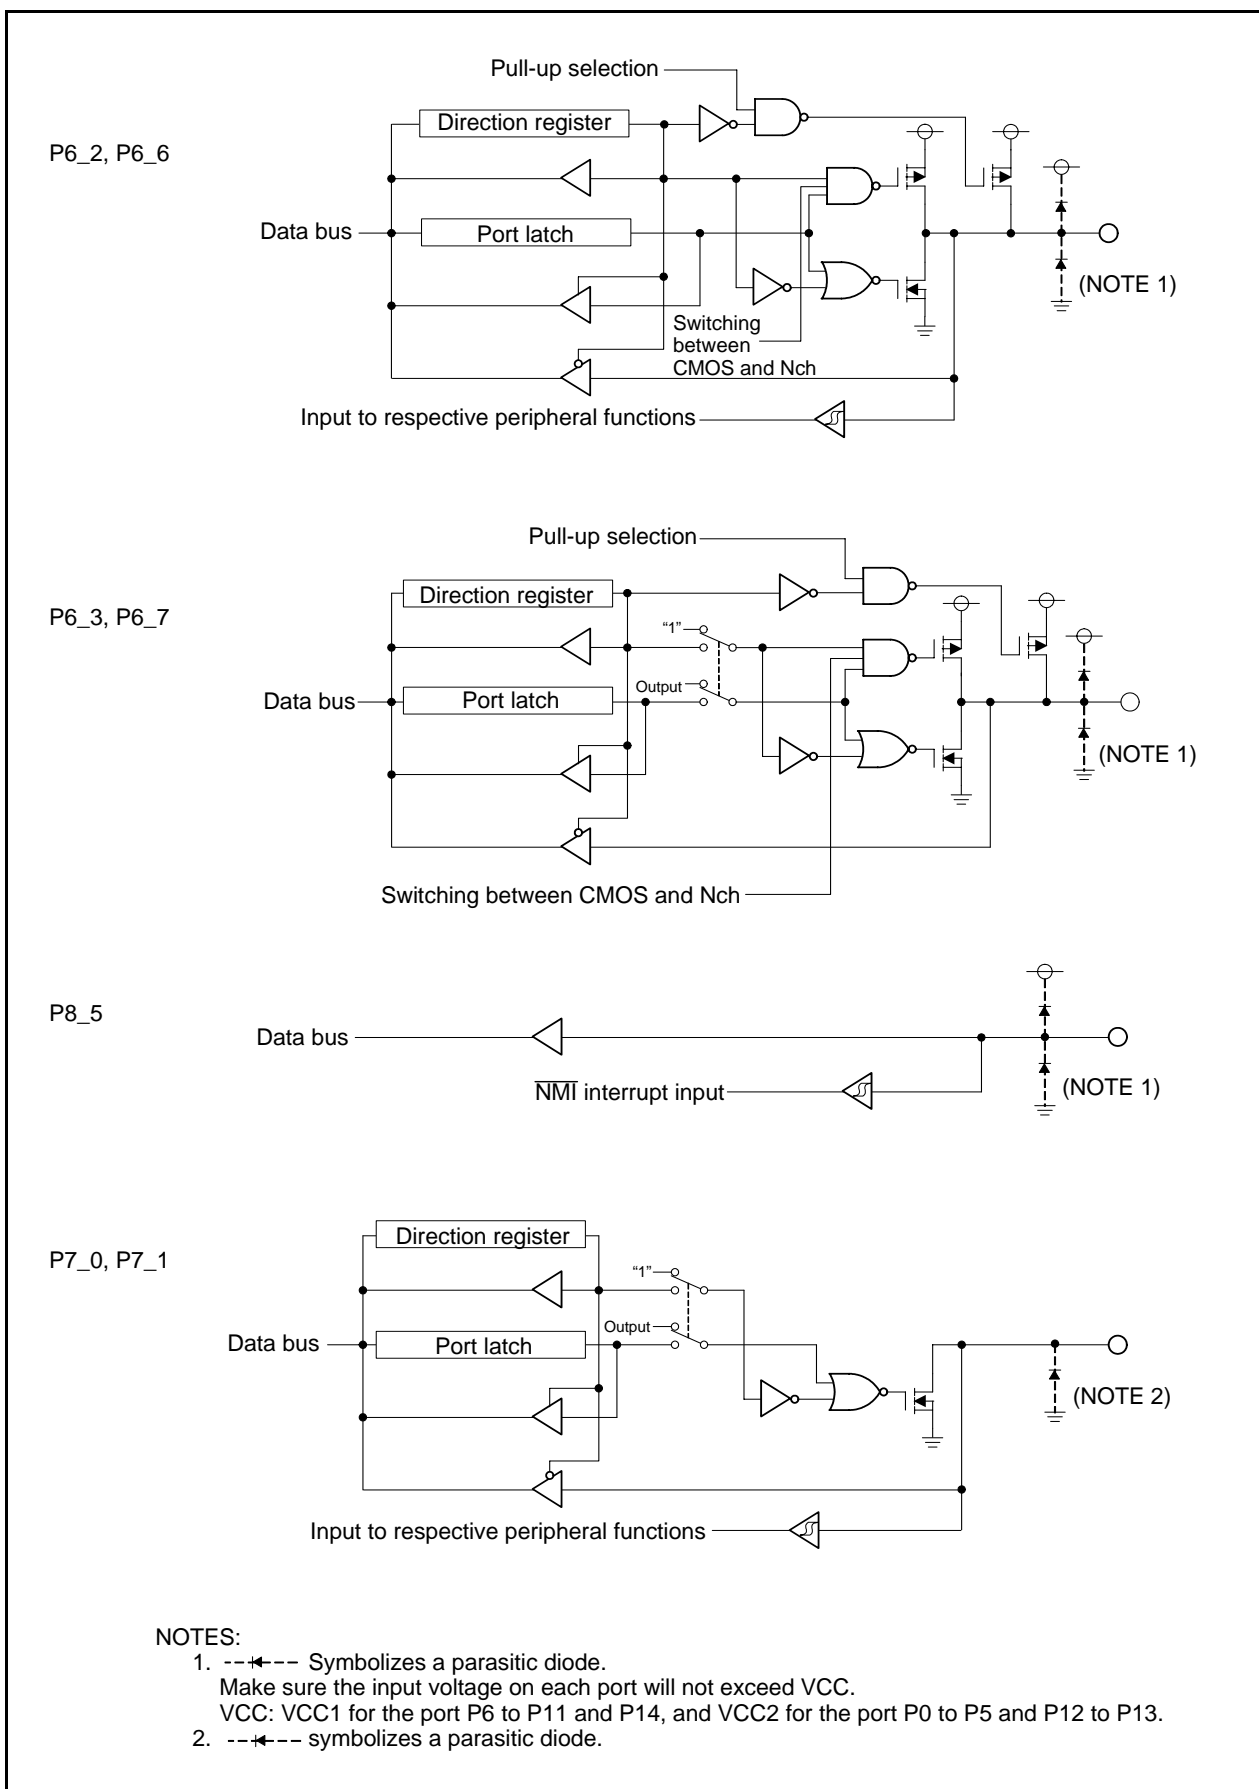 Pull-up selection
Direction register
P6_2, P6_6
Data bus
Port latch
(NOTE 1)
Switching
between
CMOS and Nch
Input to respective peripheral functions
Pull-up selection
Direction register
P6_3, P6_7
“1”
Output
Data bus
Port latch
(NOTE 1)
Switching between CMOS and Nch
P8_5
Data bus
NMI interrupt input
(NOTE 1)
Direction register
P7_0, P7_1
“1”
Output
Data bus
Port latch
(NOTE 2)
Input to respective peripheral functions
NOTES:
1. Symbolizes a parasitic diode.
Make sure the input voltage on each port will not exceed VCC.
VCC: VCC1 for the port P6 to P11 and P14, and VCC2 for the port P0 to P5 and P12 to P13.
2. symbolizes a parasitic diode.